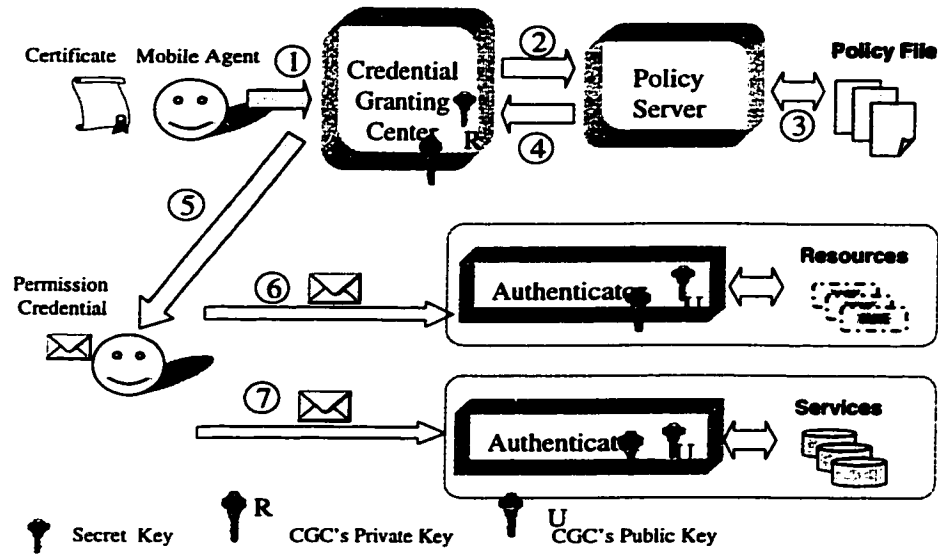 Certificate
Mobile Agent
①
Credential
Granting
Center
R
②
④
Policy
Server
③
Policy File
⑤
Permission
Credential
⑥
Authenticator
U
Resources
⑦
Authenticator
U
Services
Secret Key
R
CGC's Private Key
U
CGC's Public Key